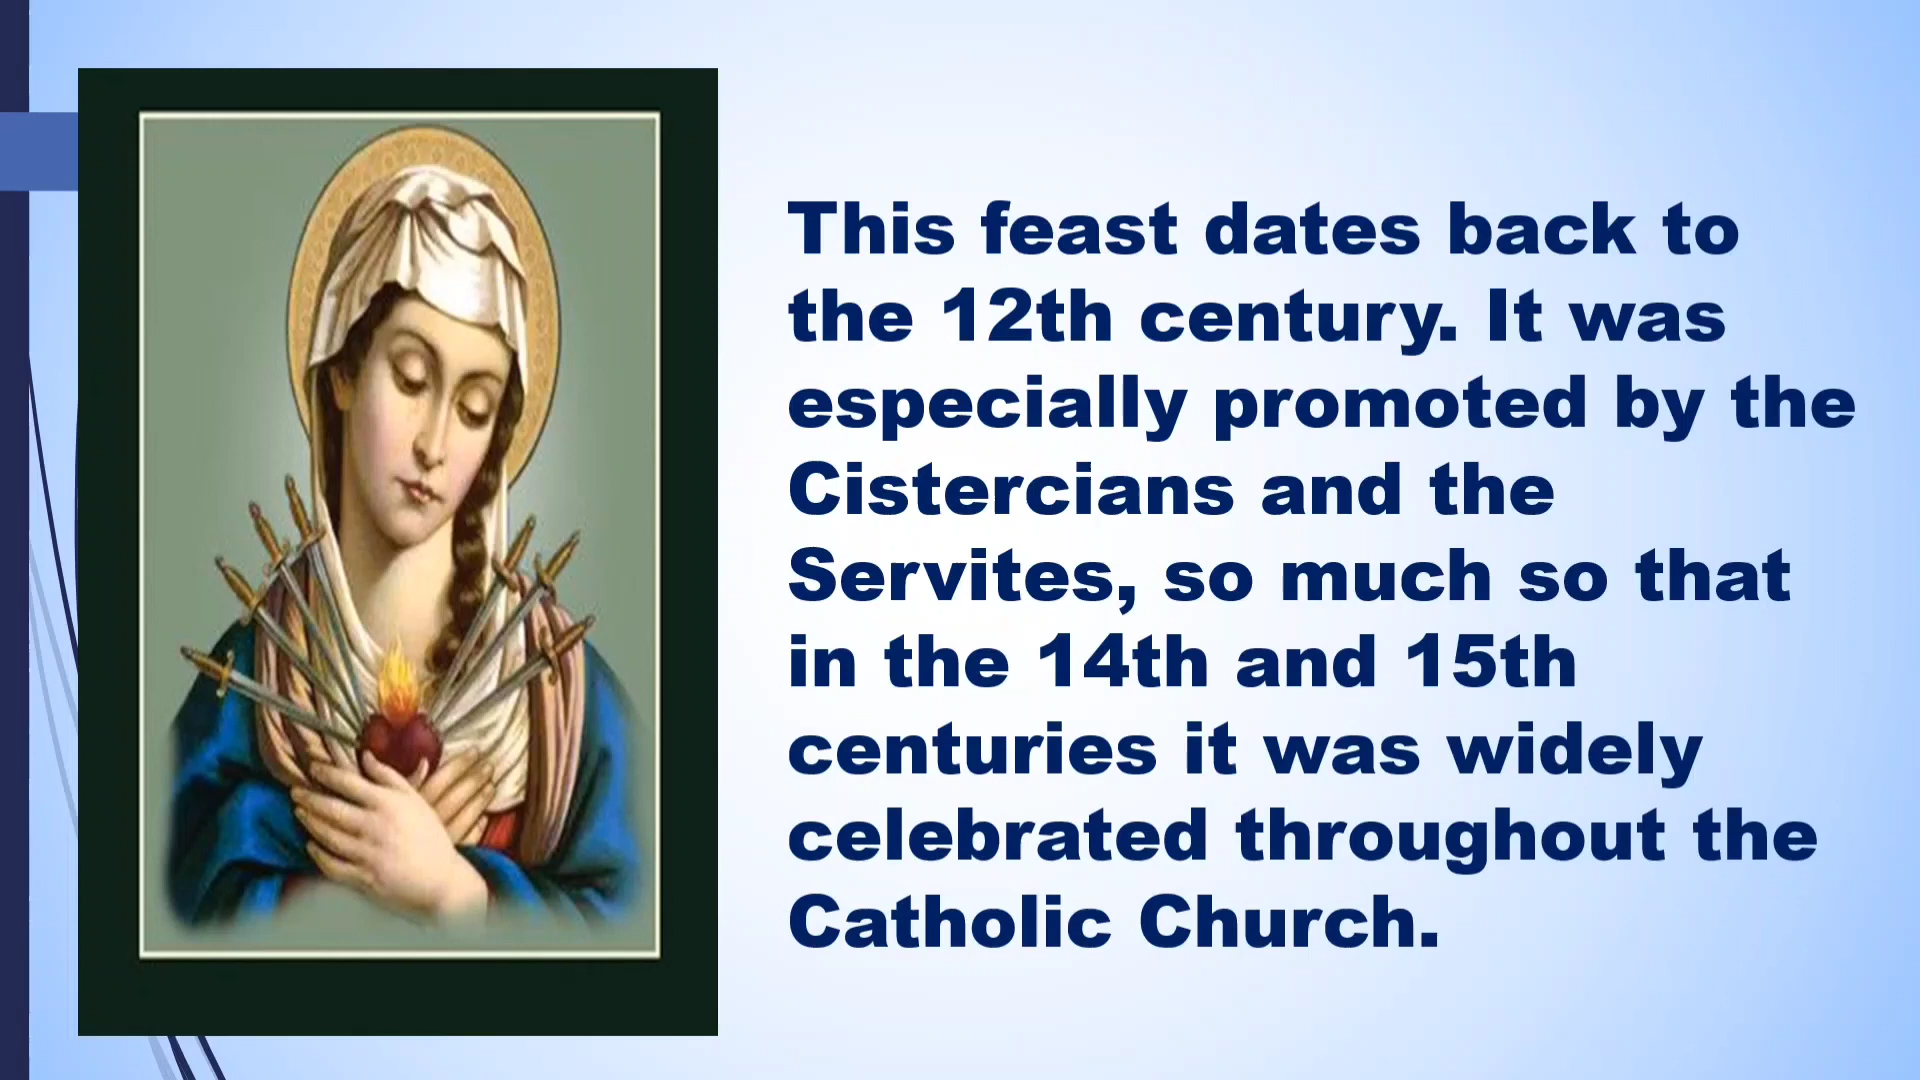 This feast dates back to
the 12th century. It was
especially promoted by the
Cistercians and the
Servites, so much so that
in the 14th and 15th
centuries it was widely
celebrated throughout the
Catholic Church.